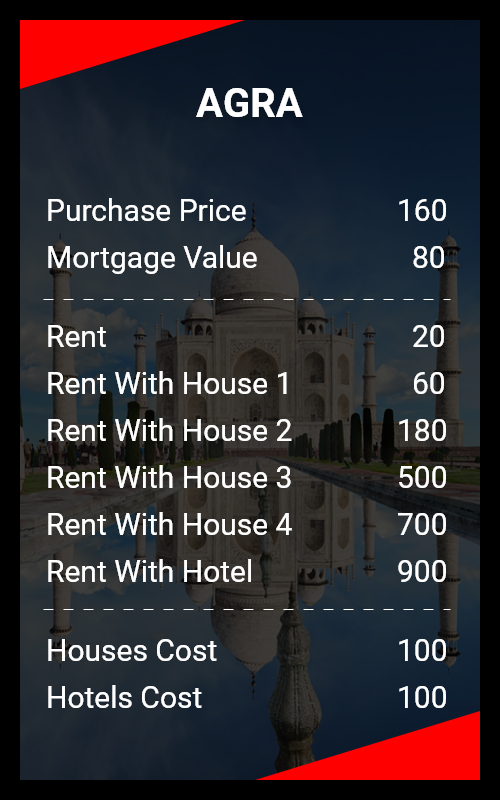 AGRA
Purchase Price 160
Mortgage Value 80
Rent 20
Rent With House 1 60
Rent With House 2 180
Rent With House 3 500
Rent With House 4 700
Rent With Hotel 900
Houses Cost 100
Hotels Cost 100